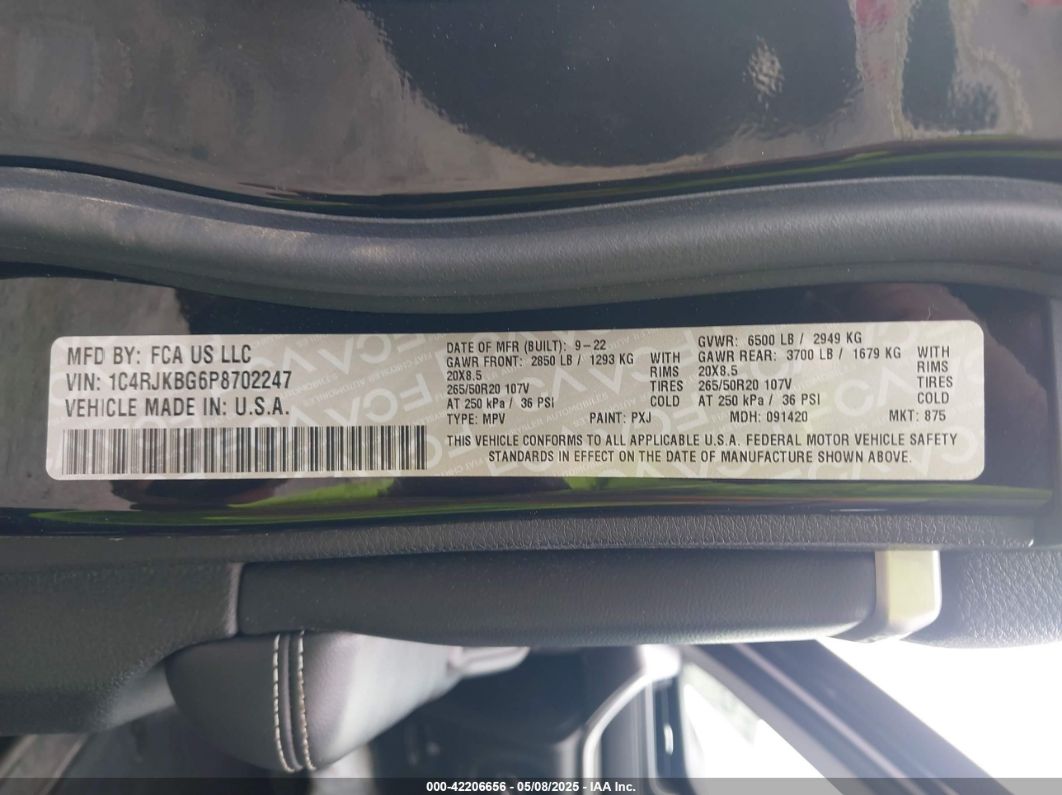 MFD BY: FCA US LLC
VIN: 1C4RJKBG6P8702247
VEHICLE MADE IN: U.S.A.
DATE OF MFR (BUILT): 9-22
GAWR FRONT: 2850 LB / 1293 KG WITH
20X8.5 RIMS
265/50R20 107V TIRES
AT 250 kPa / 36 PSI COLD
TYPE: MPV PAINT: PXJ
GVWR: 6500 LB / 2949 KG
GAWR REAR: 3700 LB / 1679 KG WITH
20X8.5 RIMS
265/50R20 107V TIRES
AT 250 kPa / 36 PSI COLD
MDH: 091420 MKT: 875
THIS VEHICLE CONFORMS TO ALL APPLICABLE U.S.A. FEDERAL MOTOR VEHICLE SAFETY
STANDARDS IN EFFECT ON THE DATE OF MANUFACTURE SHOWN ABOVE.
000-42206656 - 05/08/2025 - IAA Inc.